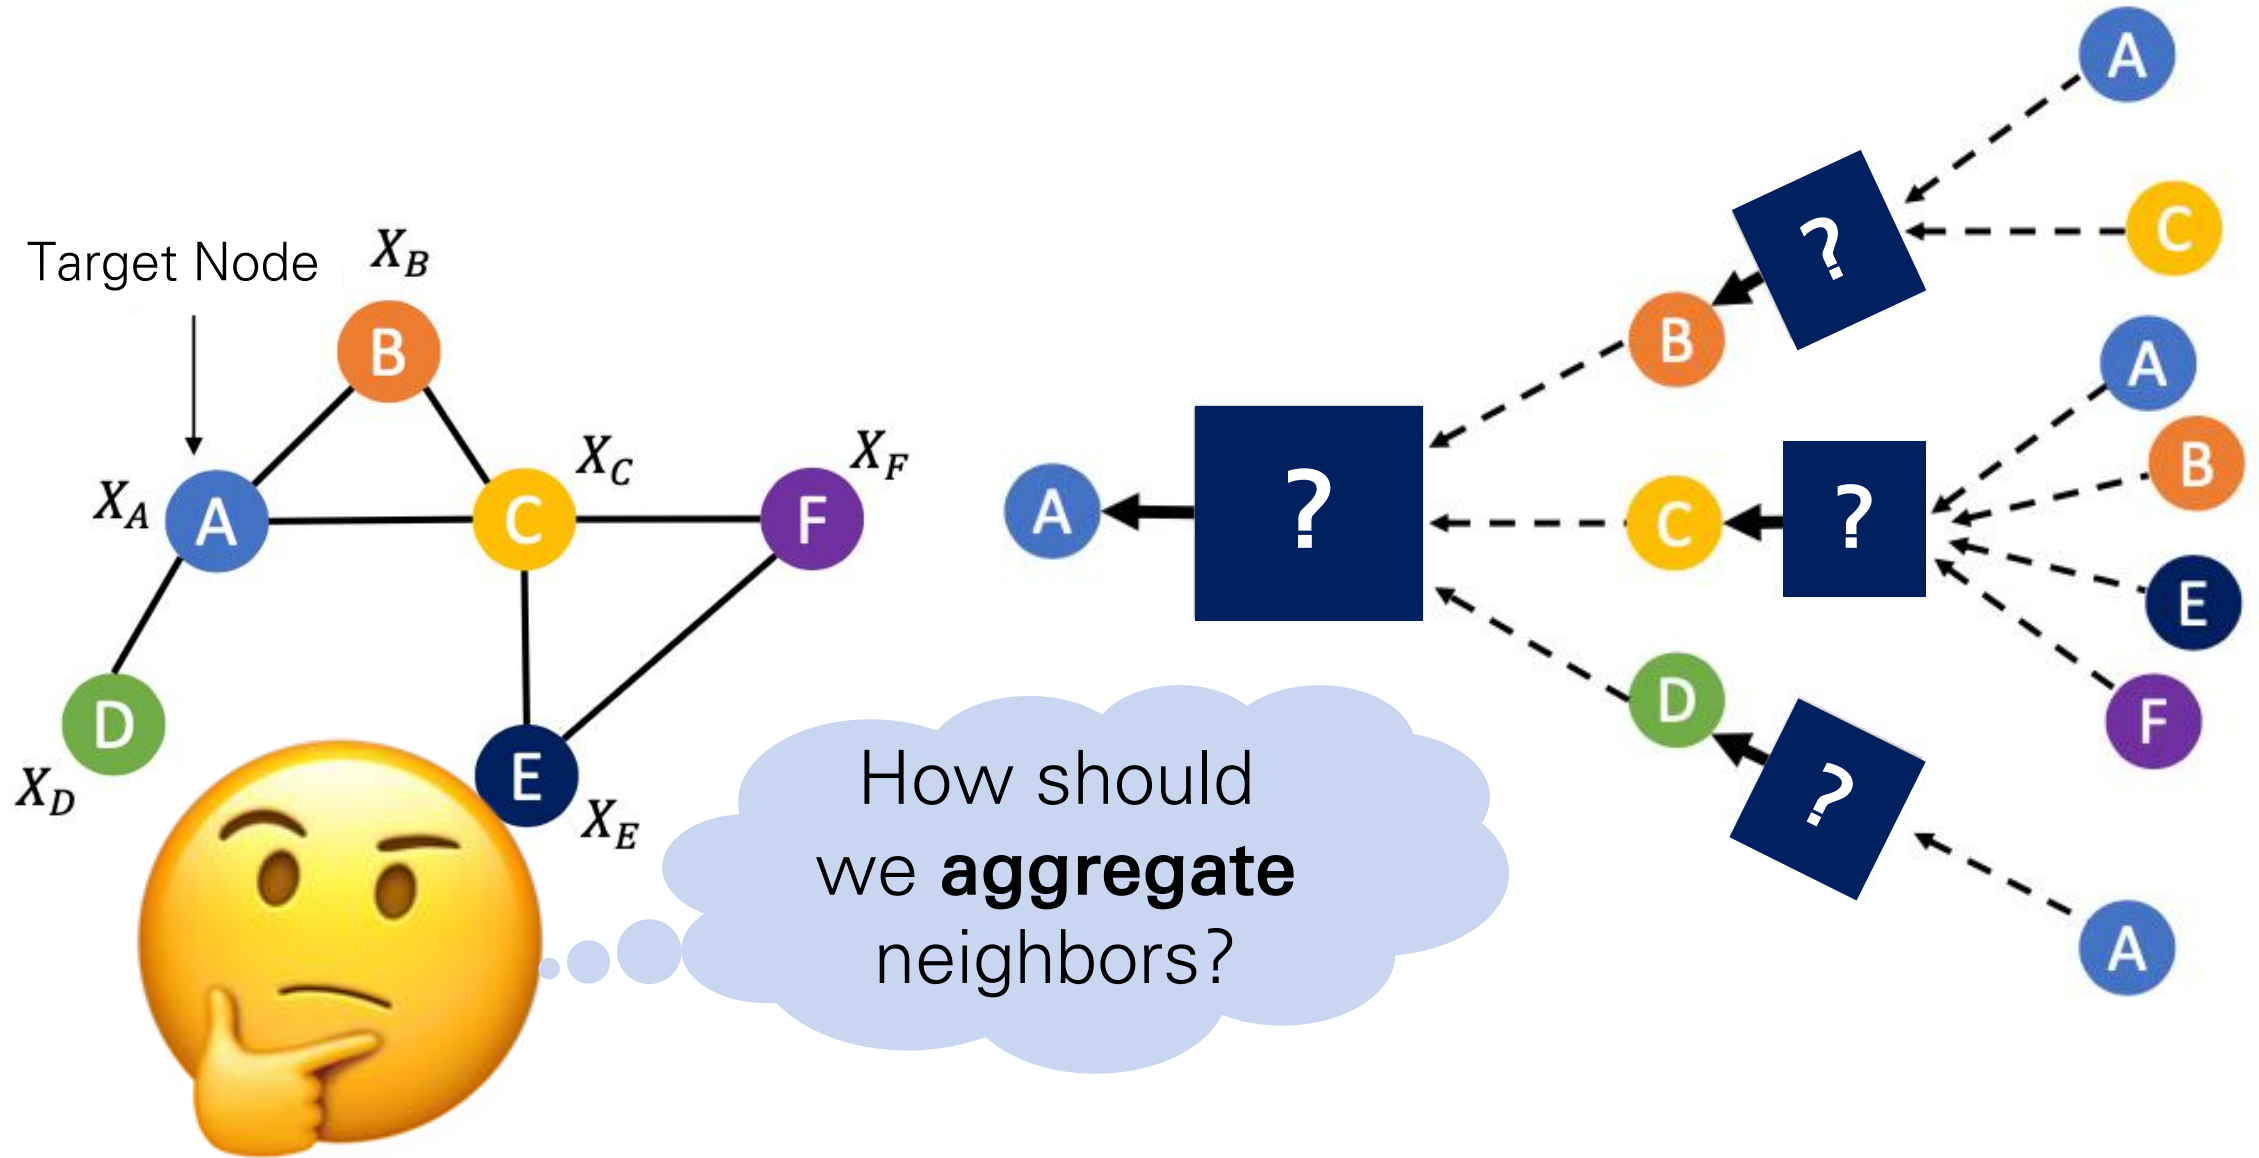 Target Node
X_B
B
X_A
A
X_C
C
X_F
F
D
X_D
E
X_E
How should
we aggregate
neighbors?
A
?
B
C
D
?
?
?
A
C
A
B
E
F
A